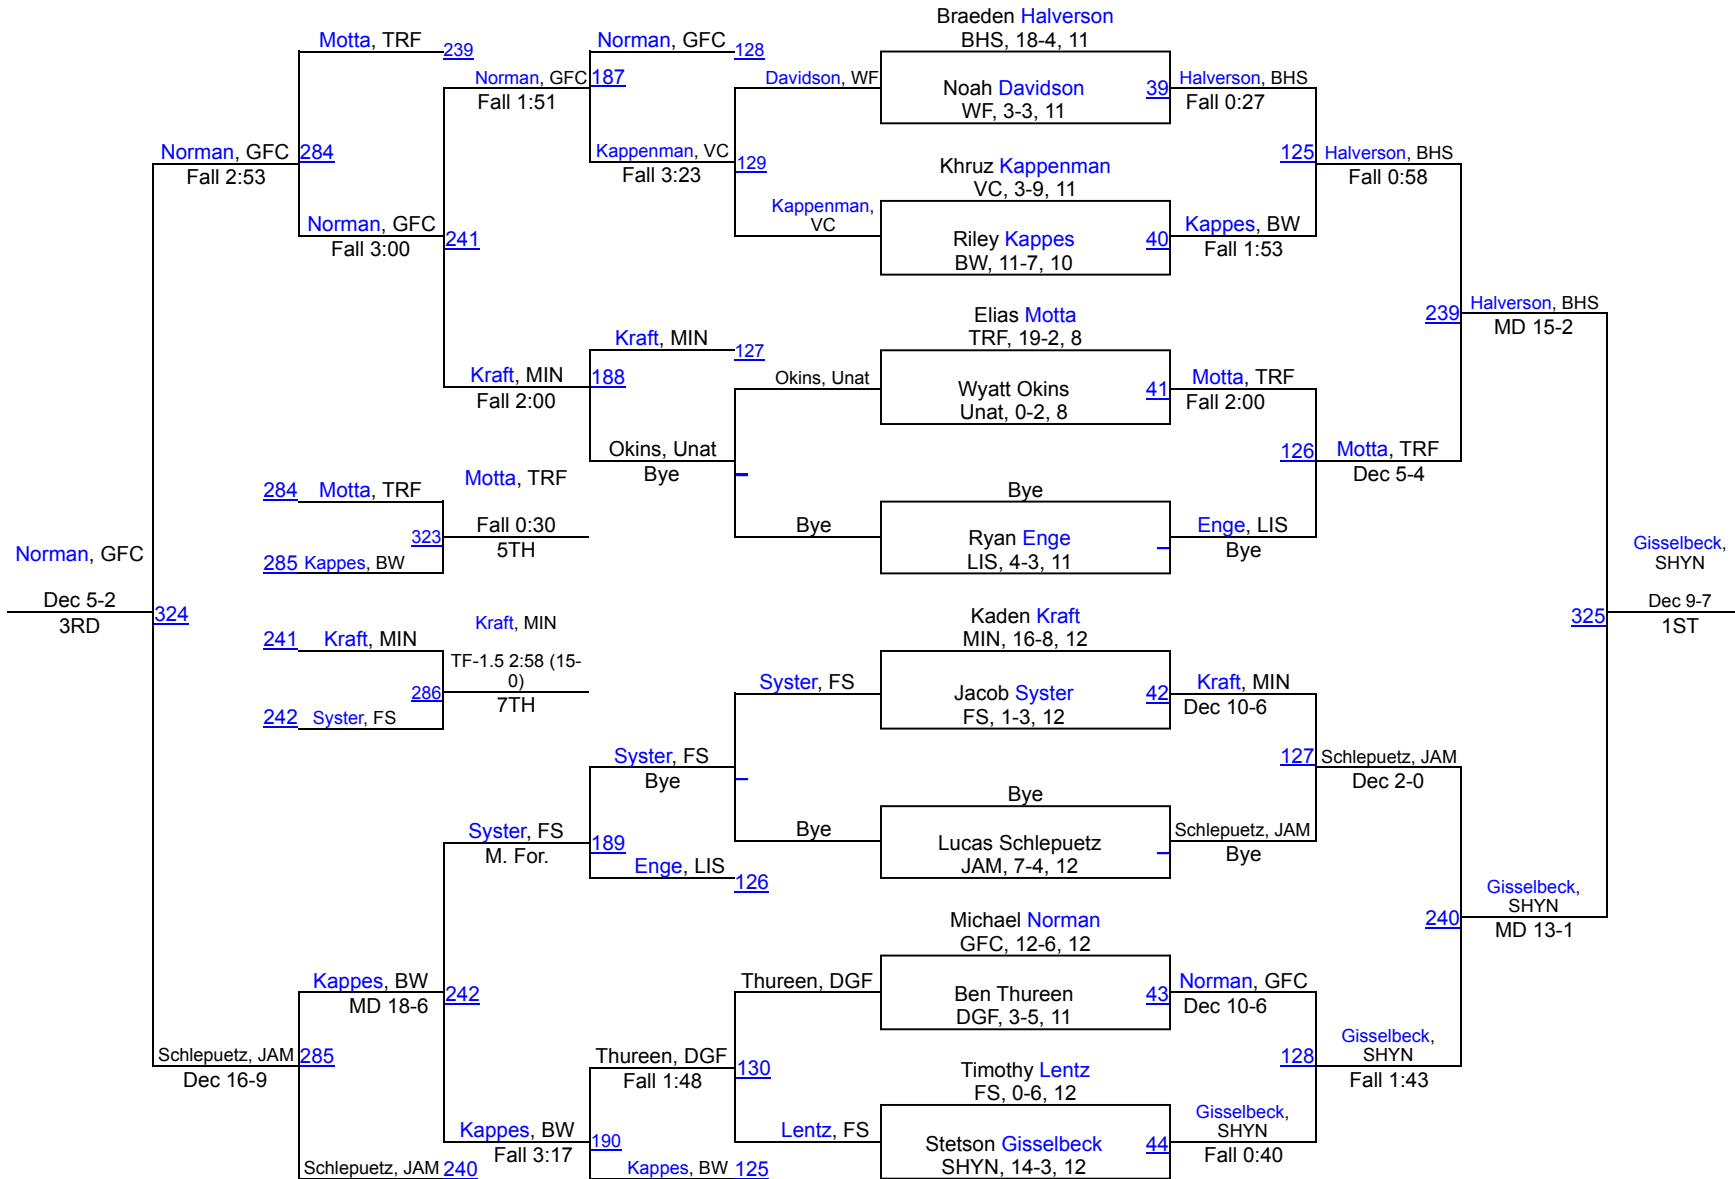 Braeden Halverson
BHS, 18-4, 11
Noah Davidson
WF, 3-3, 11
39
Khruz Kappenman
VC, 3-9, 11
Riley Kappes
BW, 11-7, 10
40
Elias Motta
TRF, 19-2, 8
Wyatt Okins
Unat, 0-2, 8
41
Bye
Ryan Enge
LIS, 4-3, 11
Kaden Kraft
MIN, 16-8, 12
Jacob Syster
FS, 1-3, 12
42
Bye
Lucas Schlepuetz
JAM, 7-4, 12
Michael Norman
GFC, 12-6, 12
Ben Thureen
DGF, 3-5, 11
43
Timothy Lentz
FS, 0-6, 12
Stetson Gisselbeck
SHYN, 14-3, 12
44
Halverson, BHS
Fall 0:27
125
Kappes, BW
Fall 1:53
Motta, TRF
Fall 2:00
126
Enge, LIS
Bye
Kraft, MIN
Dec 10-6
127
Schlepuetz, JAM
Bye
Norman, GFC
Dec 10-6
128
Gisselbeck,
SHYN
Fall 0:40
Halverson, BHS
Fall 0:58
239
Motta, TRF
Dec 5-4
Schlepuetz, JAM
Dec 2-0
240
Gisselbeck,
SHYN
Fall 1:43
Halverson, BHS
MD 15-2
325
Gisselbeck,
SHYN
MD 13-1
Gisselbeck,
SHYN
Dec 9-7
1ST
Davidson, WF
129
Kappenman,
VC
Okins, Unat
Bye
Syster, FS
Bye
Thureen, DGF
130
Lentz, FS
Norman, GFC
128
187
Kappenman, VC
Fall 3:23
Kraft, MIN
127
188
Okins, Unat
Bye
Syster, FS
Bye
189
Enge, LIS
126
Thureen, DGF
Fall 1:48
190
Kappes, BW
125
Norman, GFC
Fall 1:51
241
Kraft, MIN
Fall 2:00
Syster, FS
M. For.
242
Kappes, BW
Fall 3:17
Motta, TRF
239
284
Norman, GFC
Fall 3:00
Kappes, BW
MD 18-6
285
Schlepuetz, JAM
240
Norman, GFC
Fall 2:53
324
Schlepuetz, JAM
Dec 16-9
Norman, GFC
Dec 5-2
3RD
284
Motta, TRF
323
285
Kappes, BW
Motta, TRF
Fall 0:30
5TH
241
Kraft, MIN
286
242
Syster, FS
Kraft, MIN
TF-1.5 2:58 (15-
0)
7TH